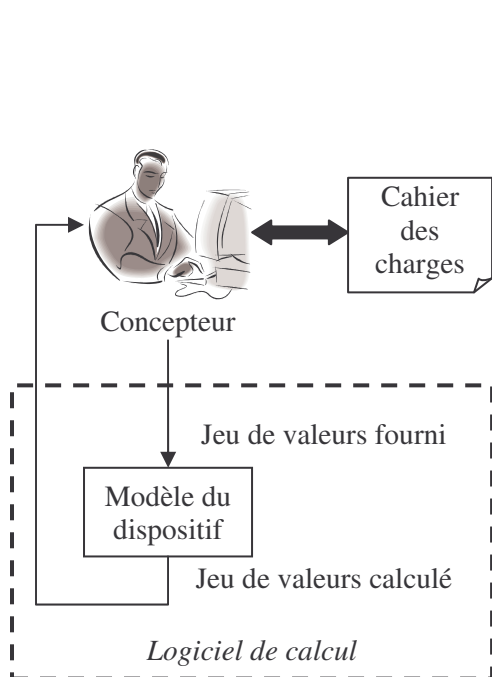 Cahier
des
charges
Concepteur
Jeu de valeurs fourni
Modèle du
dispositif
Jeu de valeurs calculé
Logiciel de calcul